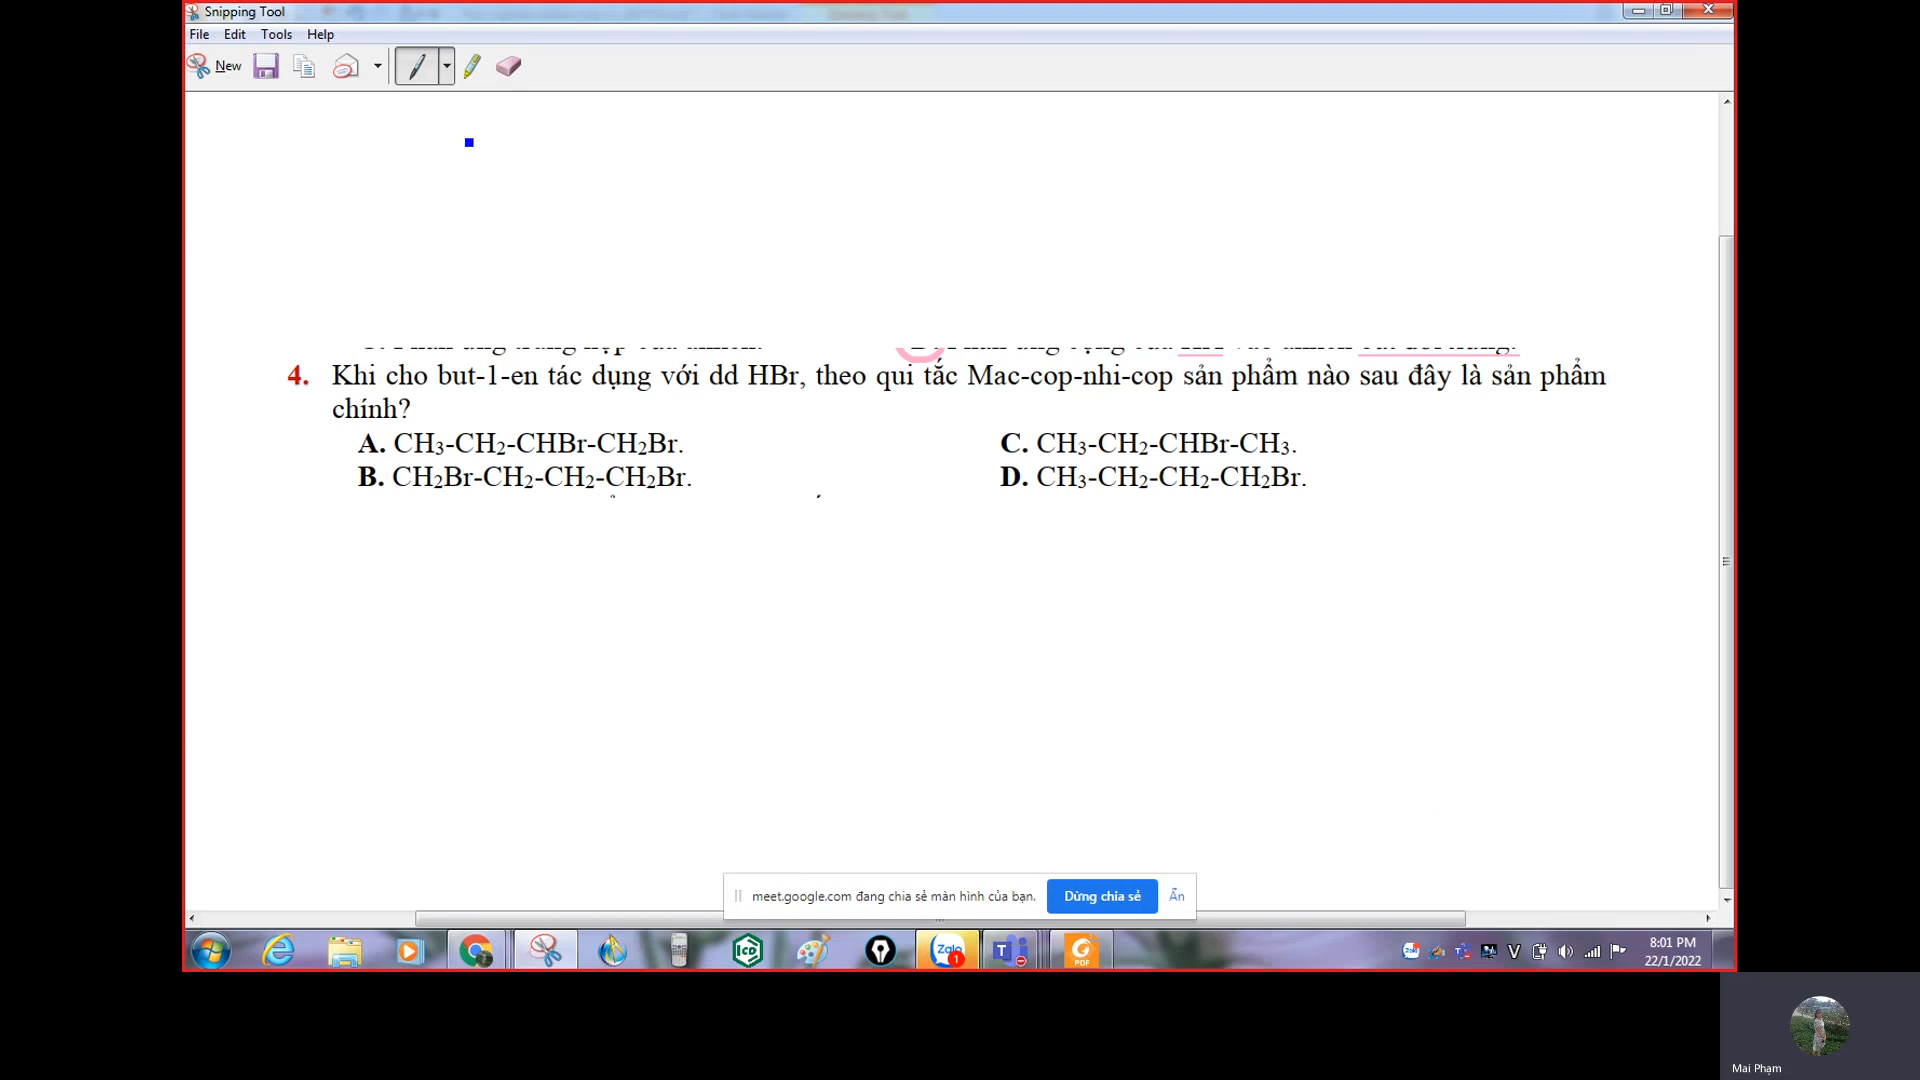 Snipping Tool
File Edit Tools Help
New
4. Khi cho but-1-en tác dụng với dd HBr, theo qui tắc Mac-cop-nhi-cop sản phẩm nào sau đây là sản phẩm
chính?
A. CH₃-CH₂-CHBr-CH₂Br. C. CH₃-CH₂-CHBr-CH₃.
B. CH₂Br-CH₂-CH₂-CH₂Br. D. CH₃-CH₂-CH₂-CH₂Br.
meet.google.com đang chia sẻ màn hình của bạn. Dừng chia sẻ Ẩn
8:01 PM
22/1/2022
Mai Phạm